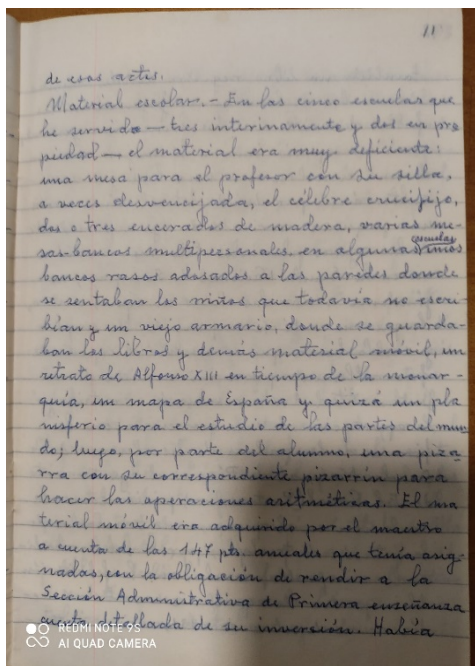 11
de esas artes.
Material escolar.- En las cinco escuelas que
he servido — tres interinamente y dos en pro
piedad — el material era muy deficiente:
una mesa para el profesor con su silla,
a veces desvencijada, el célebre crucifijo,
dos o tres encerados de madera, varias me-
sas-bancos multipersonales, en algunas escuelas unos
bancos rasos adosados a las paredes donde
se sentaban los niños que todavía no escri
bían y un viejo armario, donde se guarda-
ban los libros y demás material móvil, un
retrato de Alfonso XIII en tiempo de la monar-
quía, un mapa de España y quizá un pla
nisferio para el estudio de las partes del mun
do; luego, por parte del alumno, una piza
rra con su correspondiente pizarrín para
hacer las operaciones aritméticas. El ma
terial móvil era adquirido por el maestro
a cuenta de las 147 pts. anuales que tenía asig-
nadas, con la obligación de rendir a la
Sección Administrativa de Primera enseñanza
cuenta detallada de su inversión. Había
REDMI NOTE 9S
AI QUAD CAMERA